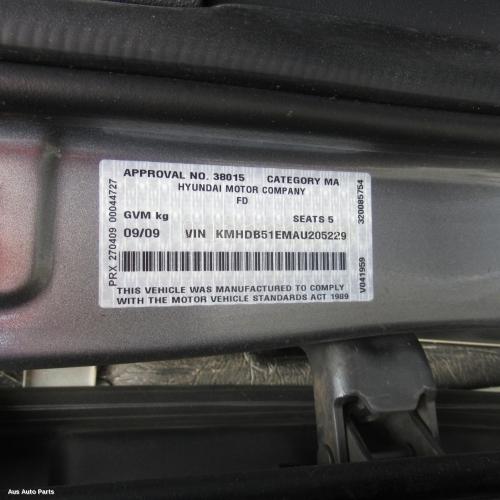 APPROVAL NO. 38015 CATEGORY MA
HYUNDAI MOTOR COMPANY
FD
GVM kg SEATS 5
09/09 VIN KMHDB51EMAU205229
THIS VEHICLE WAS MANUFACTURED TO COMPLY
WITH THE MOTOR VEHICLE STANDARDS ACT 1989
PRX 270409 00044727
320085754
V041959
Aus Auto Parts